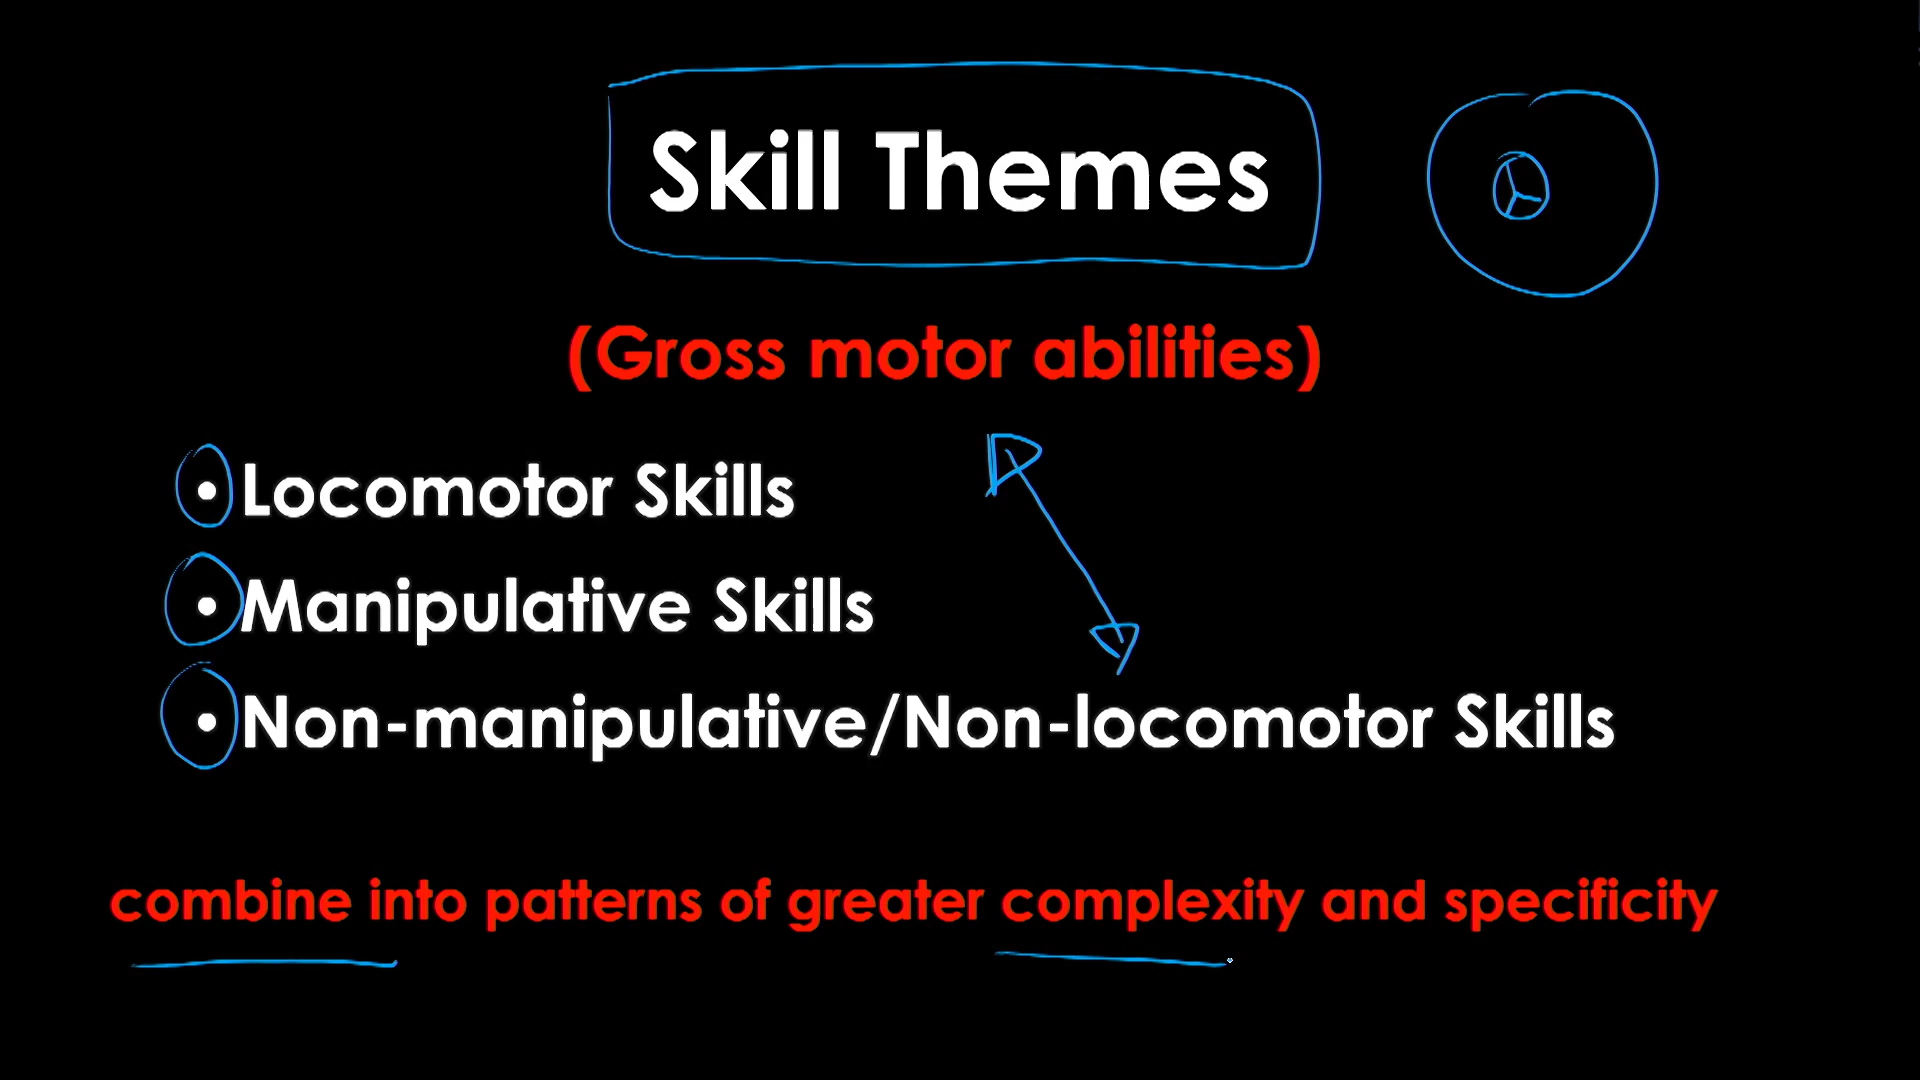 Skill Themes
(Gross motor abilities)
• Locomotor Skills
• Manipulative Skills
• Non-manipulative/Non-locomotor Skills
combine into patterns of greater complexity and specificity